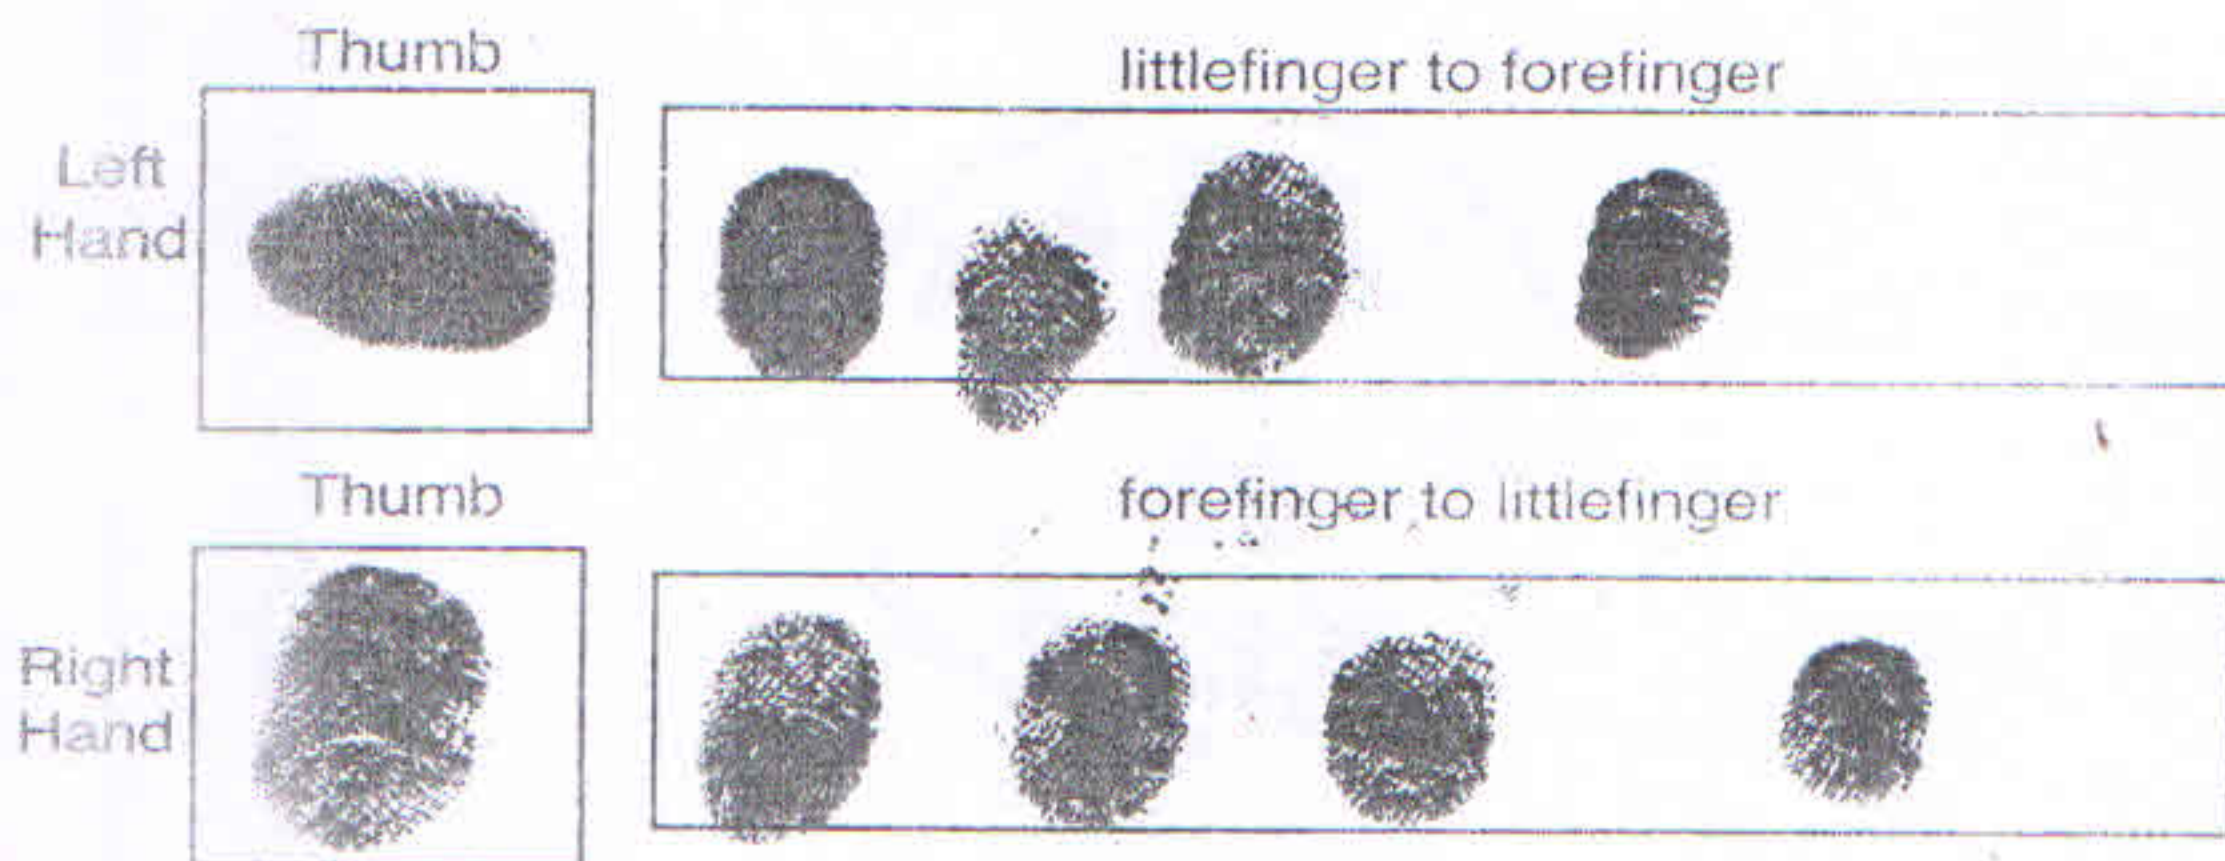 Thumb
littlefinger to forefinger
Left
Hand
Thumb
forefinger to littlefinger
Right
Hand